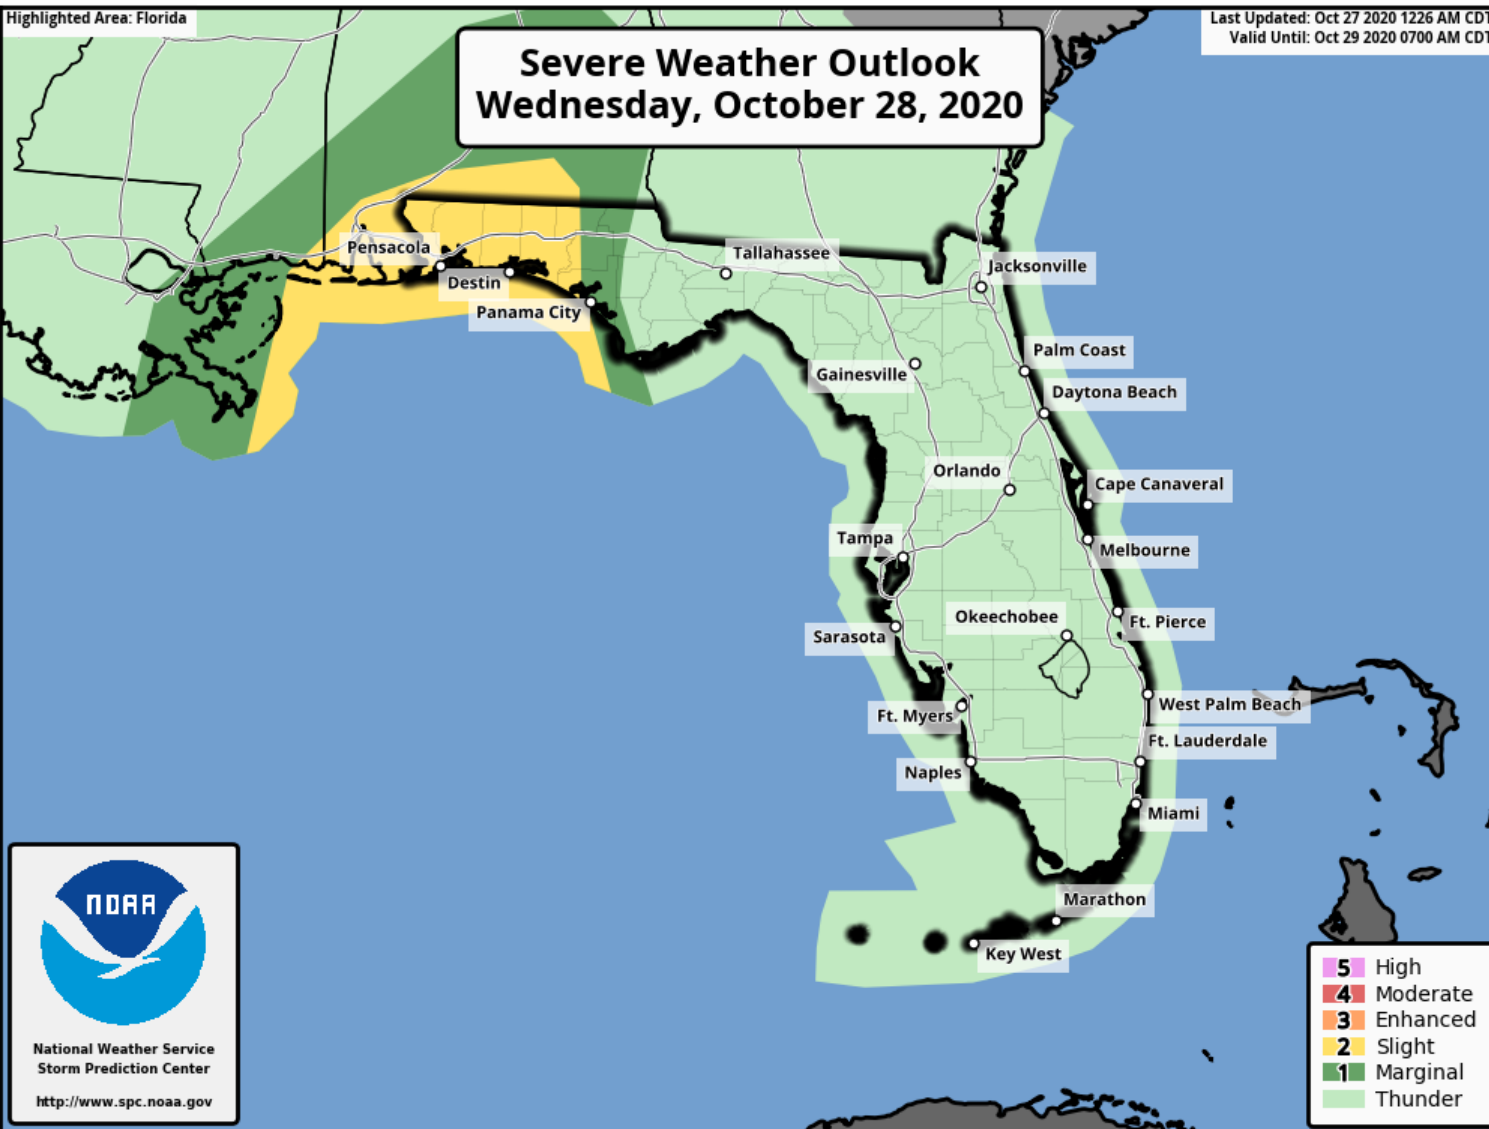 Highlighted Area: Florida
Last Updated: Oct 27 2020 1226 AM CDT
Valid Until: Oct 29 2020 0700 AM CDT
Severe Weather Outlook
Wednesday, October 28, 2020
Pensacola
Destin
Panama City
Tallahassee
Jacksonville
Palm Coast
Gainesville
Daytona Beach
Orlando
Cape Canaveral
Tampa
Melbourne
Okeechobee
Ft. Pierce
Sarasota
West Palm Beach
Ft. Myers
Ft. Lauderdale
Naples
Miami
Marathon
Key West
NOAA
National Weather Service
Storm Prediction Center
http://www.spc.noaa.gov
5 High
4 Moderate
3 Enhanced
2 Slight
1 Marginal
Thunder